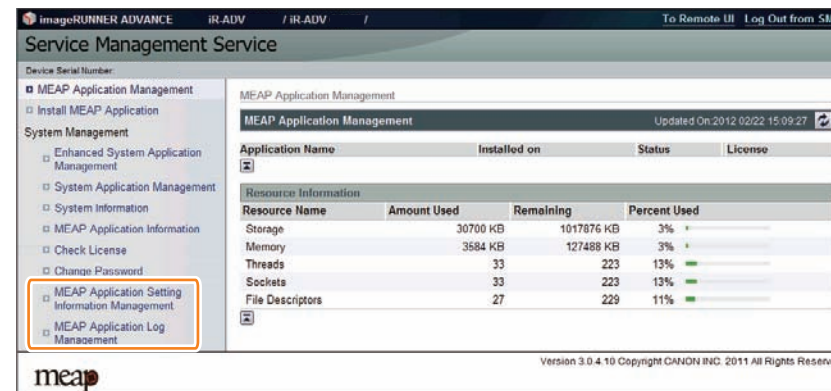 imageRUNNER ADVANCE iR-ADV / iR-ADV / To Remote UI Log Out from SM
Service Management Service
Device Serial Number:
MEAP Application Management
Install MEAP Application
System Management
Enhanced System Application
Management
System Application Management
System Information
MEAP Application Information
Check License
Change Password
MEAP Application Setting
Information Management
MEAP Application Log
Management
MEAP Application Management
MEAP Application Management Updated On:2012 02/22 15:09:27
Application Name Installed on Status License
Resource Information
Resource Name Amount Used Remaining Percent Used
Storage 30700 KB 1017876 KB 3%
Memory 3584 KB 127488 KB 3%
Threads 33 223 13%
Sockets 33 223 13%
File Descriptors 27 229 11%
Version 3.0.4.10 Copyright CANON INC. 2011 All Rights Reserv
meap